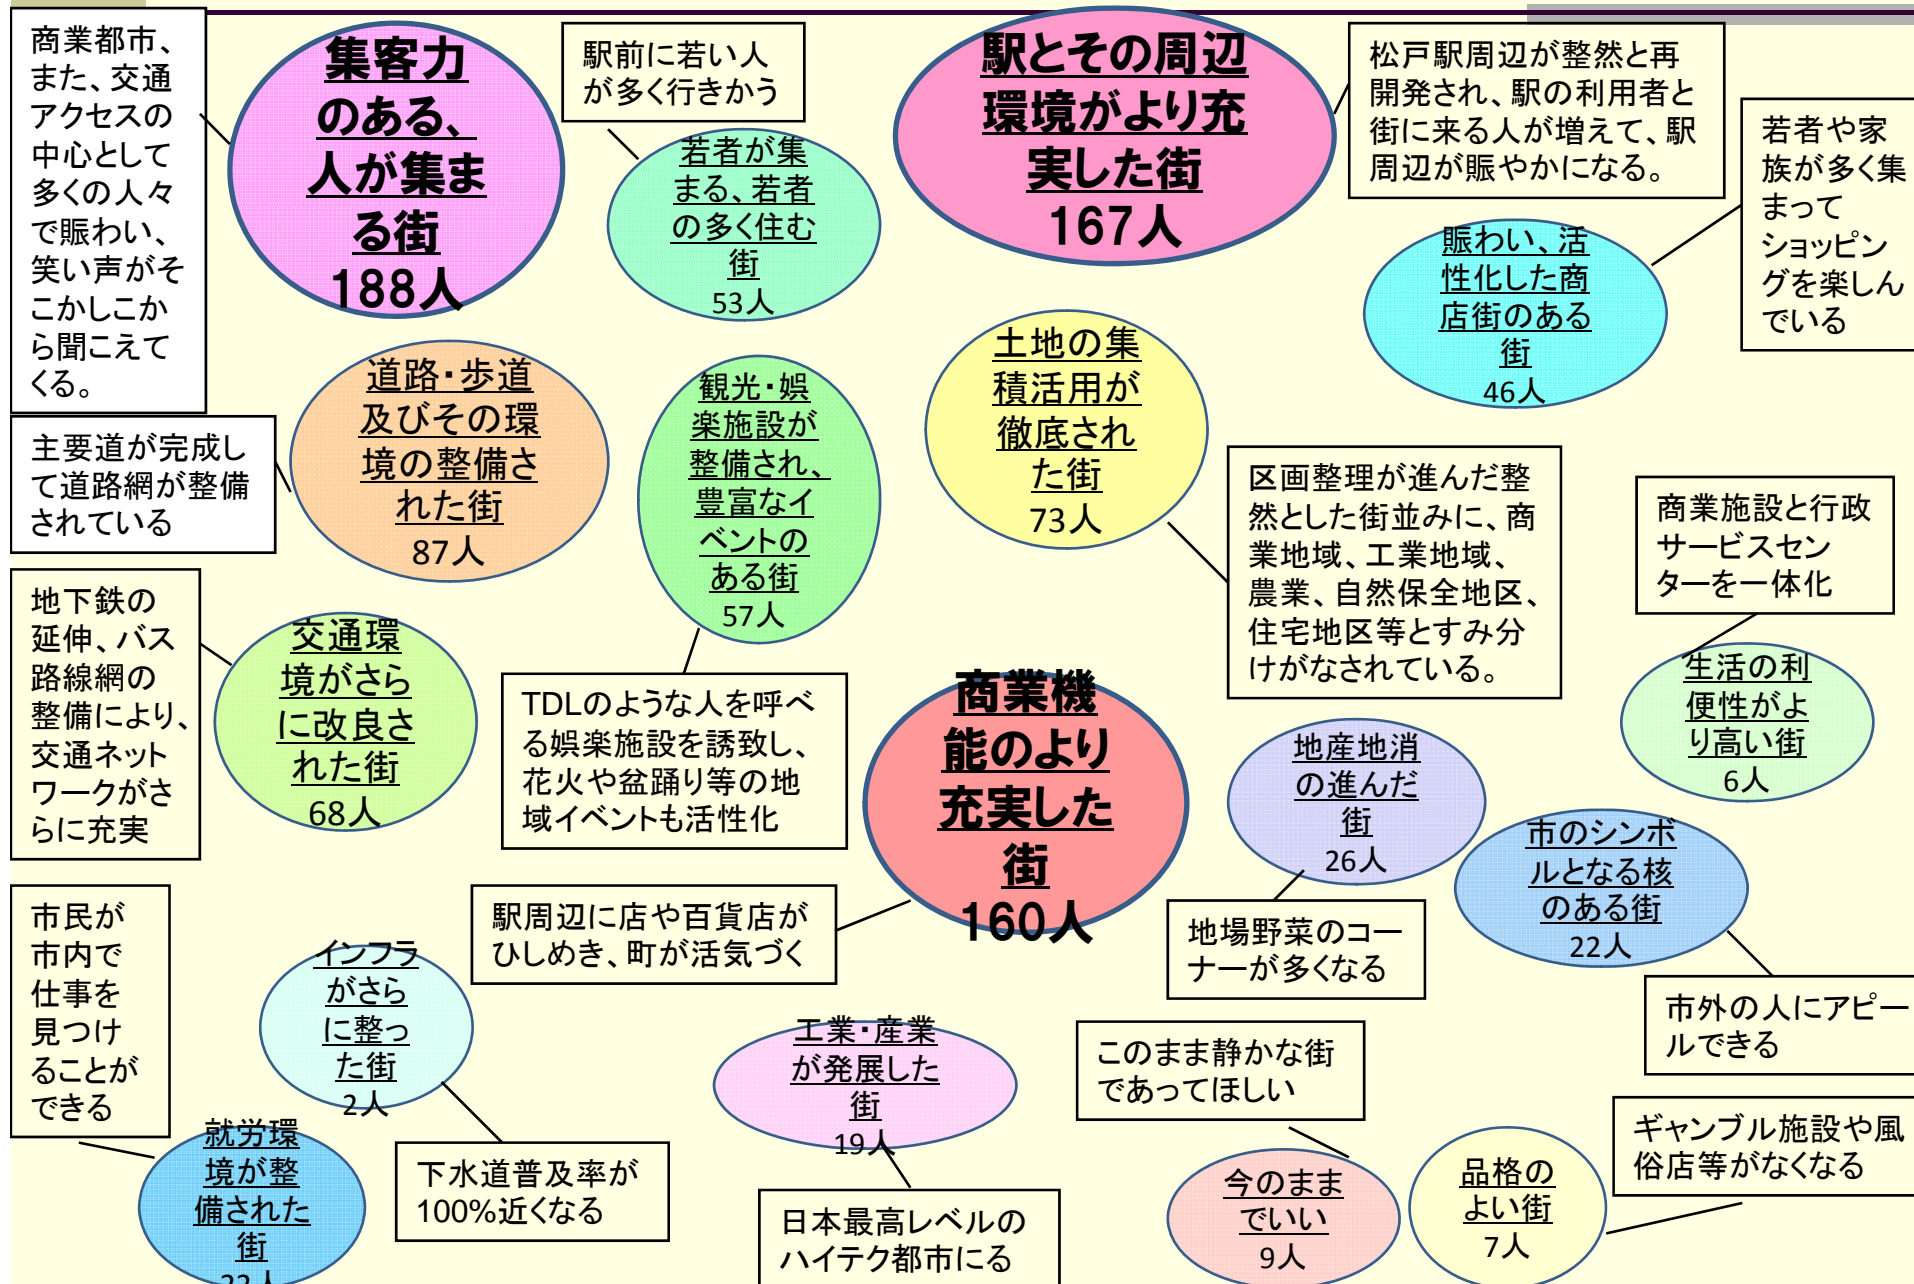 商業都市、
また、交通
アクセスの
中心として
多くの人々
で賑わい、
笑い声がそ
こかしこか
ら聞こえて
くる。
集客力
のある、
人が集ま
る街
188人
駅前に若い人
が多く行きかう
若者が集
まる、若者
の多く住む
街
53人
駅とその周辺
環境がより充
実した街
167人
松戸駅周辺が整然と再
開発され、駅の利用者と
街に来る人が増えて、駅
周辺が賑やかになる。
若者や家
族が多く集
まって
ショッピン
グを楽しん
でいる
賑わい、活
性化した商
店街のある
街
46人
主要道が完成し
て道路網が整備
されている
道路・歩道
及びその環
境の整備さ
れた街
87人
観光・娯
楽施設が
整備され、
豊富なイ
ベントの
ある街
57人
土地の集
積活用が
徹底され
た街
73人
区画整理が進んだ整
然とした街並みに、商
業地域、工業地域、
農業、自然保全地区、
住宅地区等とすみ分
けがなされている。
商業施設と行政
サービスセン
ターを一体化
生活の利
便性がよ
り高い街
6人
地下鉄の
延伸、バス
路線網の
整備により、
交通ネット
ワークがさ
らに充実
交通環
境がさら
に改良さ
れた街
68人
TDLのような人を呼べ
る娯楽施設を誘致し、
花火や盆踊り等の地
域イベントも活性化
商業機
能のより
充実した
街
160人
駅周辺に店や百貨店が
ひしめき、町が活気づく
地産地消
の進んだ
街
26人
地場野菜のコー
ナーが多くなる
市のシンボ
ルとなる核
のある街
22人
市外の人にアピー
ルできる
市民が
市内で
仕事を
見つけ
ることが
できる
就労環
境が整
備された
街
インフラ
がさら
に整っ
た街
2人
下水道普及率が
100%近くなる
工業・産業
が発展した
街
19人
日本最高レベルの
ハイテク都市にる
このまま静かな街
であってほしい
今のまま
でいい
9人
品格の
よい街
7人
ギャンブル施設や風
俗店等がなくなる